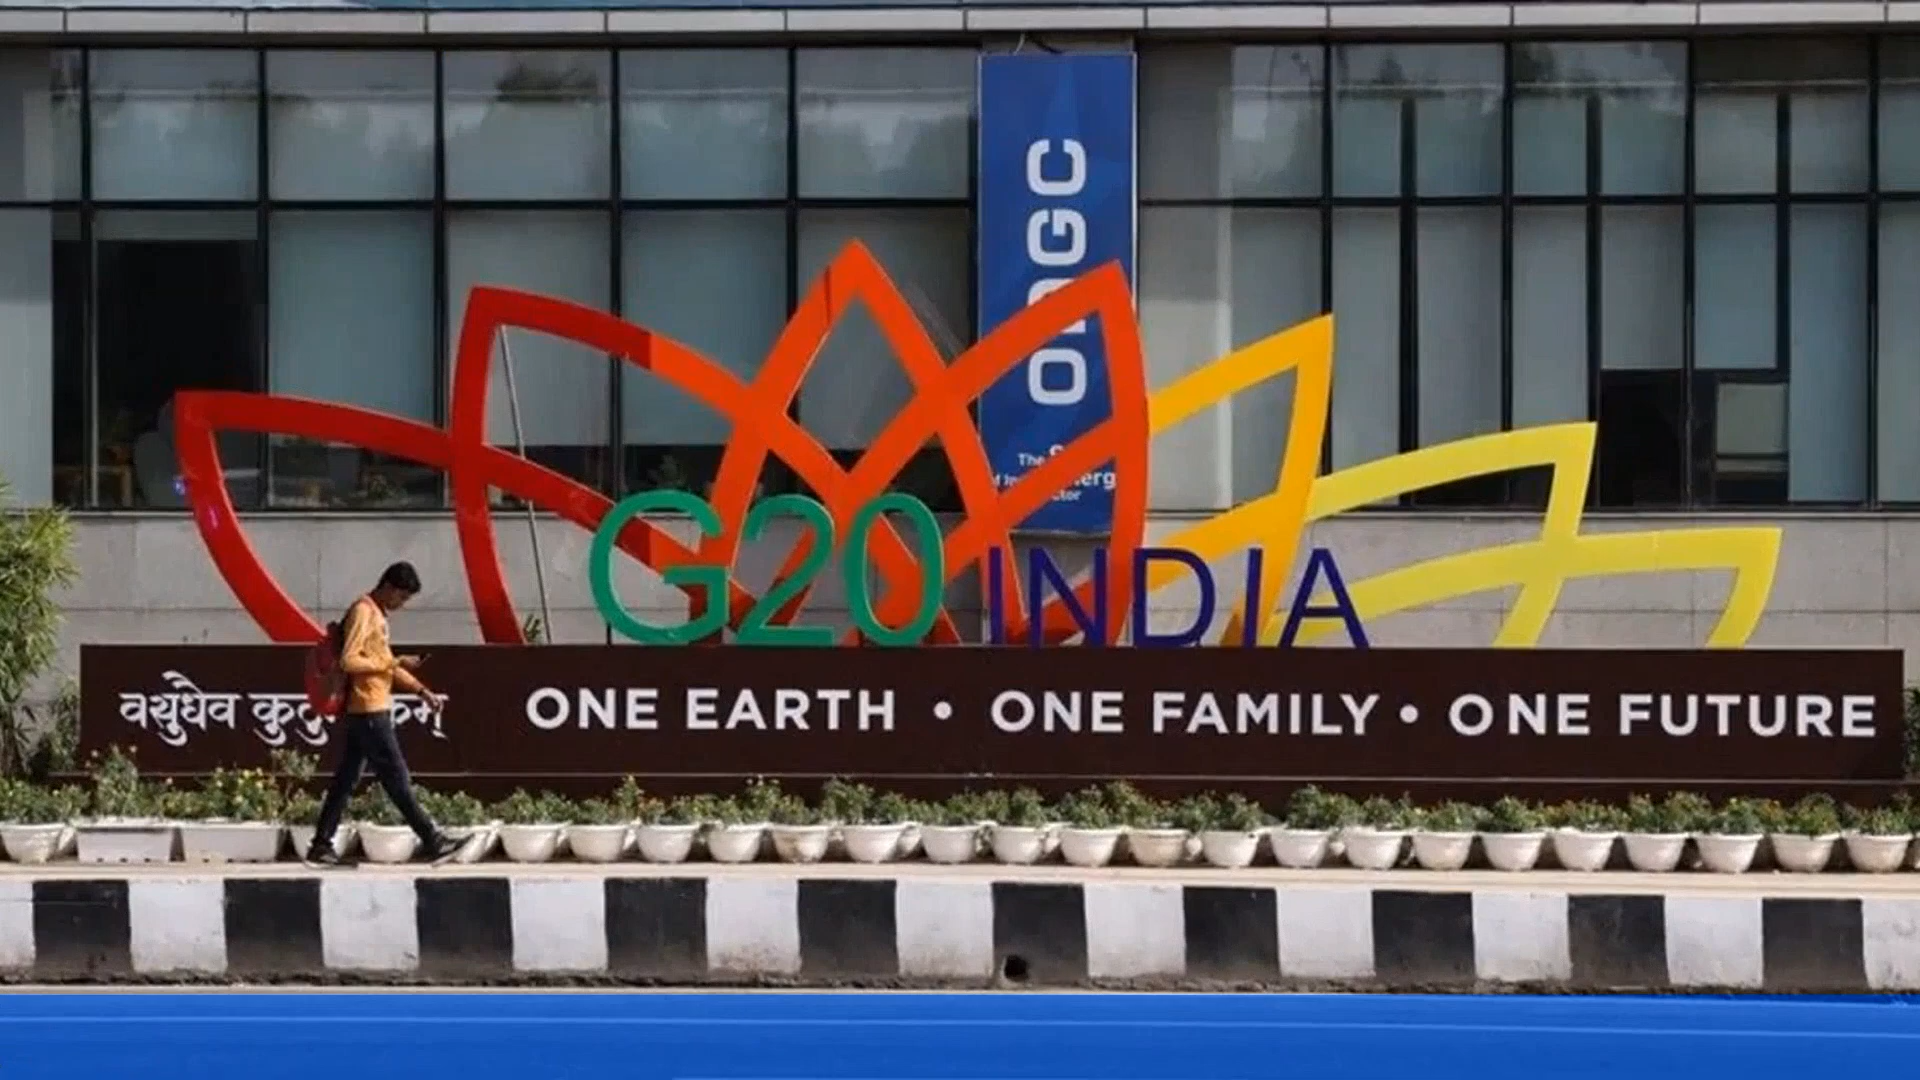 ONGC
G20 INDIA
वसुधैव
ONE EARTH • ONE FAMILY • ONE FUTURE